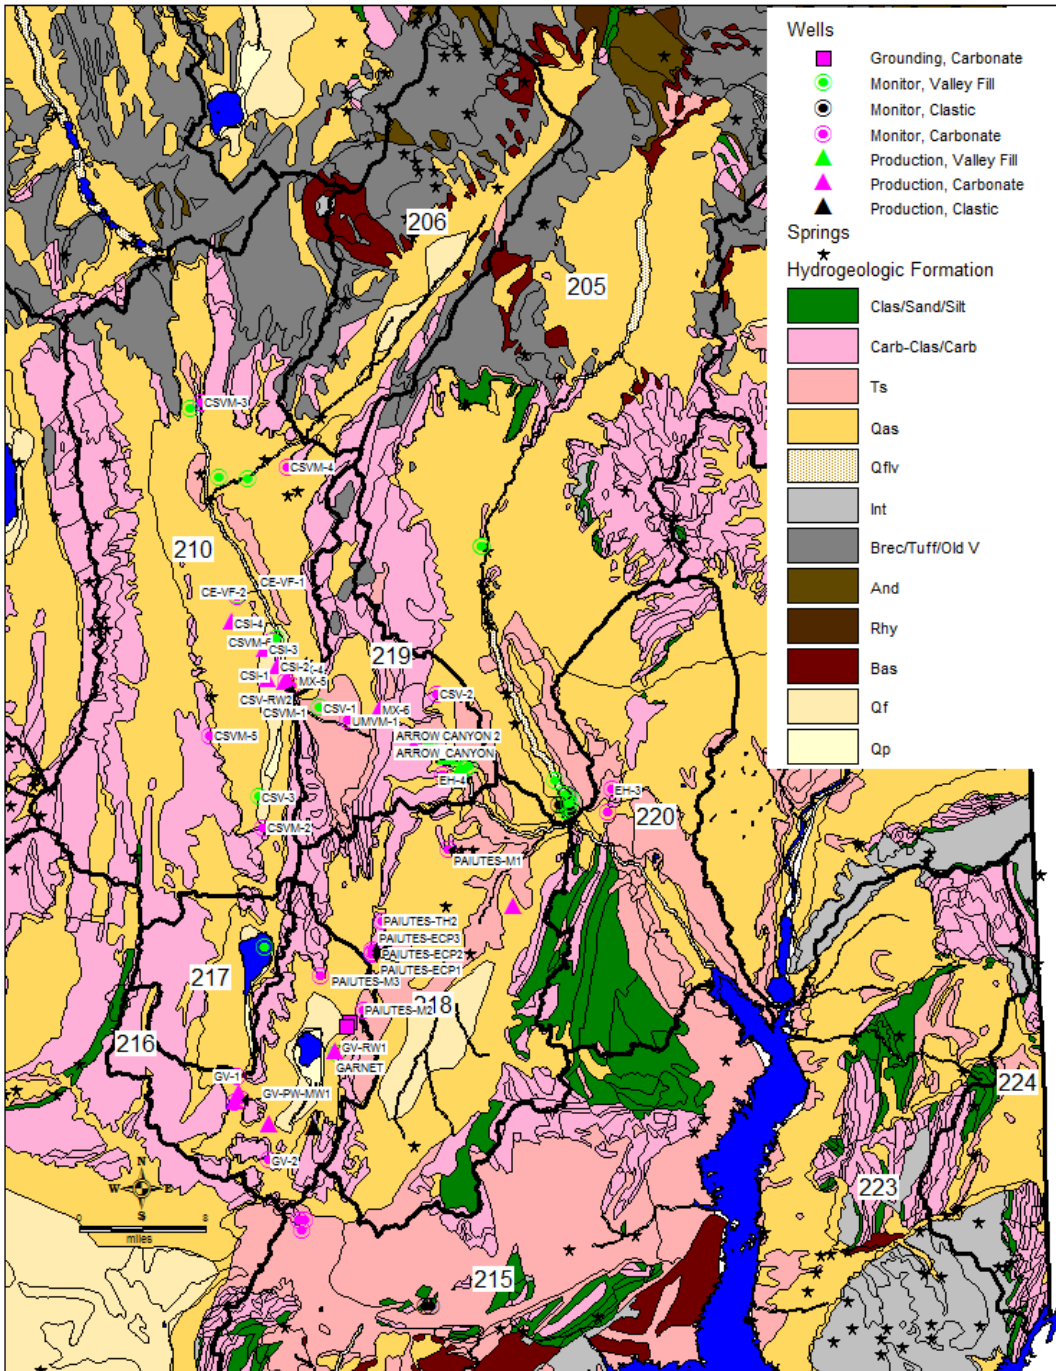 Wells
Grounding, Carbonate
Monitor, Valley Fill
Monitor, Clastic
Monitor, Carbonate
Production, Valley Fill
Production, Carbonate
Production, Clastic
Springs
Hydrogeologic Formation
Clas/Sand/Silt
Carb-Clas/Carb
Ts
Qas
Qflv
Int
Brec/Tuff/Old V
And
Rhy
Bas
Qf
Qp
206
205
CSVM-3
CSVM-4
210
CE-VF-1
CE-VF-2
CSI-4
CSVM-6
CSI-3
219
CSI-2
CSI-1
MX-5
CSV-2
CSV-RW2
CSV-1
MX-6
CSVM-1
UMVM-1
CSVM-5
ARROW CANYON 2
ARROW CANYON
EH-4
EH-3
CSV-3
220
CSVM-2
PAIUTES-M1
PAIUTES-TH2
PAIUTES-ECP3
PAIUTES-ECP2
PAIUTES-ECP1
217
PAIUTES-M3
PAIUTES-M2
218
216
GV-RW1
GARNET
224
GV-1
GV-PW-MW1
GV-2
N
W E
S
223
0 8
miles
215